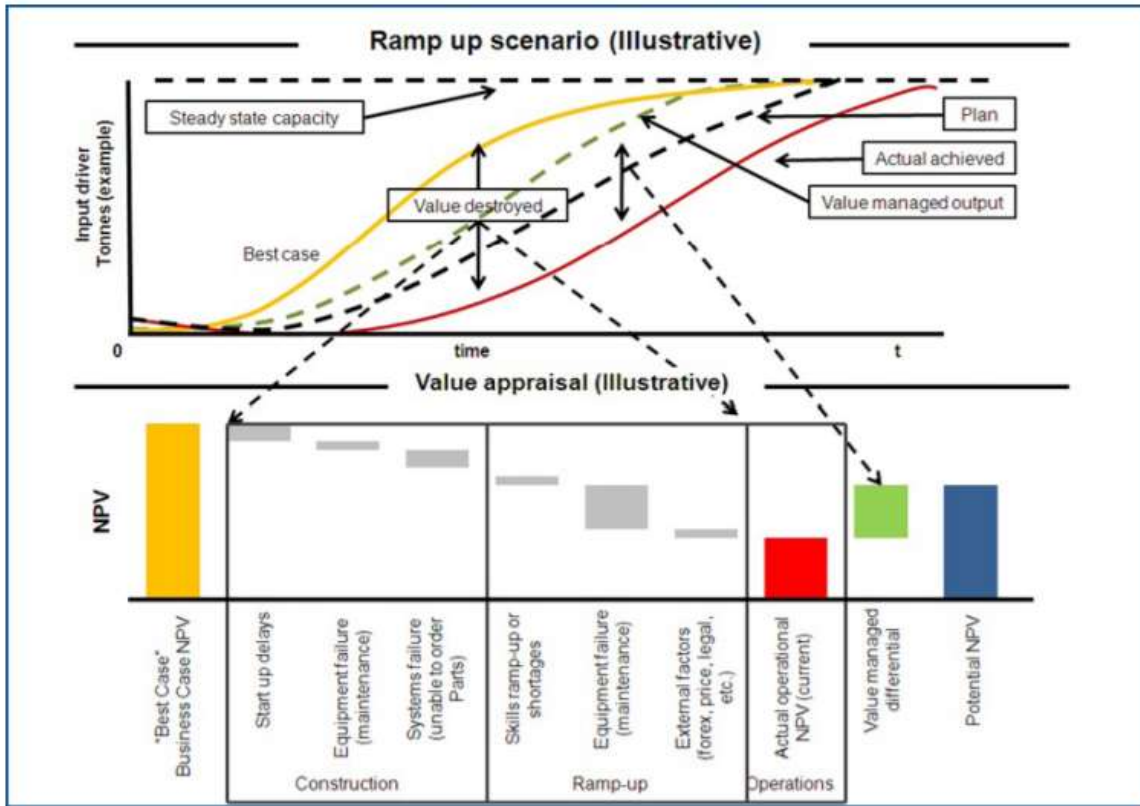 Ramp up scenario (Illustrative)
Steady state capacity
Plan
Actual achieved
Value destroyed
Value managed output
Best case
Input driver
Tonnes (example)
0
time
t
Value appraisal (Illustrative)
NPV
"Best Case"
Business Case NPV
Start up delays
Equipment failure
(maintenance)
Systems failure
(unable to order
Parts)
Skills ramp-up or
shortages
Equipment failure
(maintenance)
External factors
(forex, price, legal,
etc.)
Actual operational
NPV (current)
Value managed
differential
Potential NPV
Construction
Ramp-up
Operations